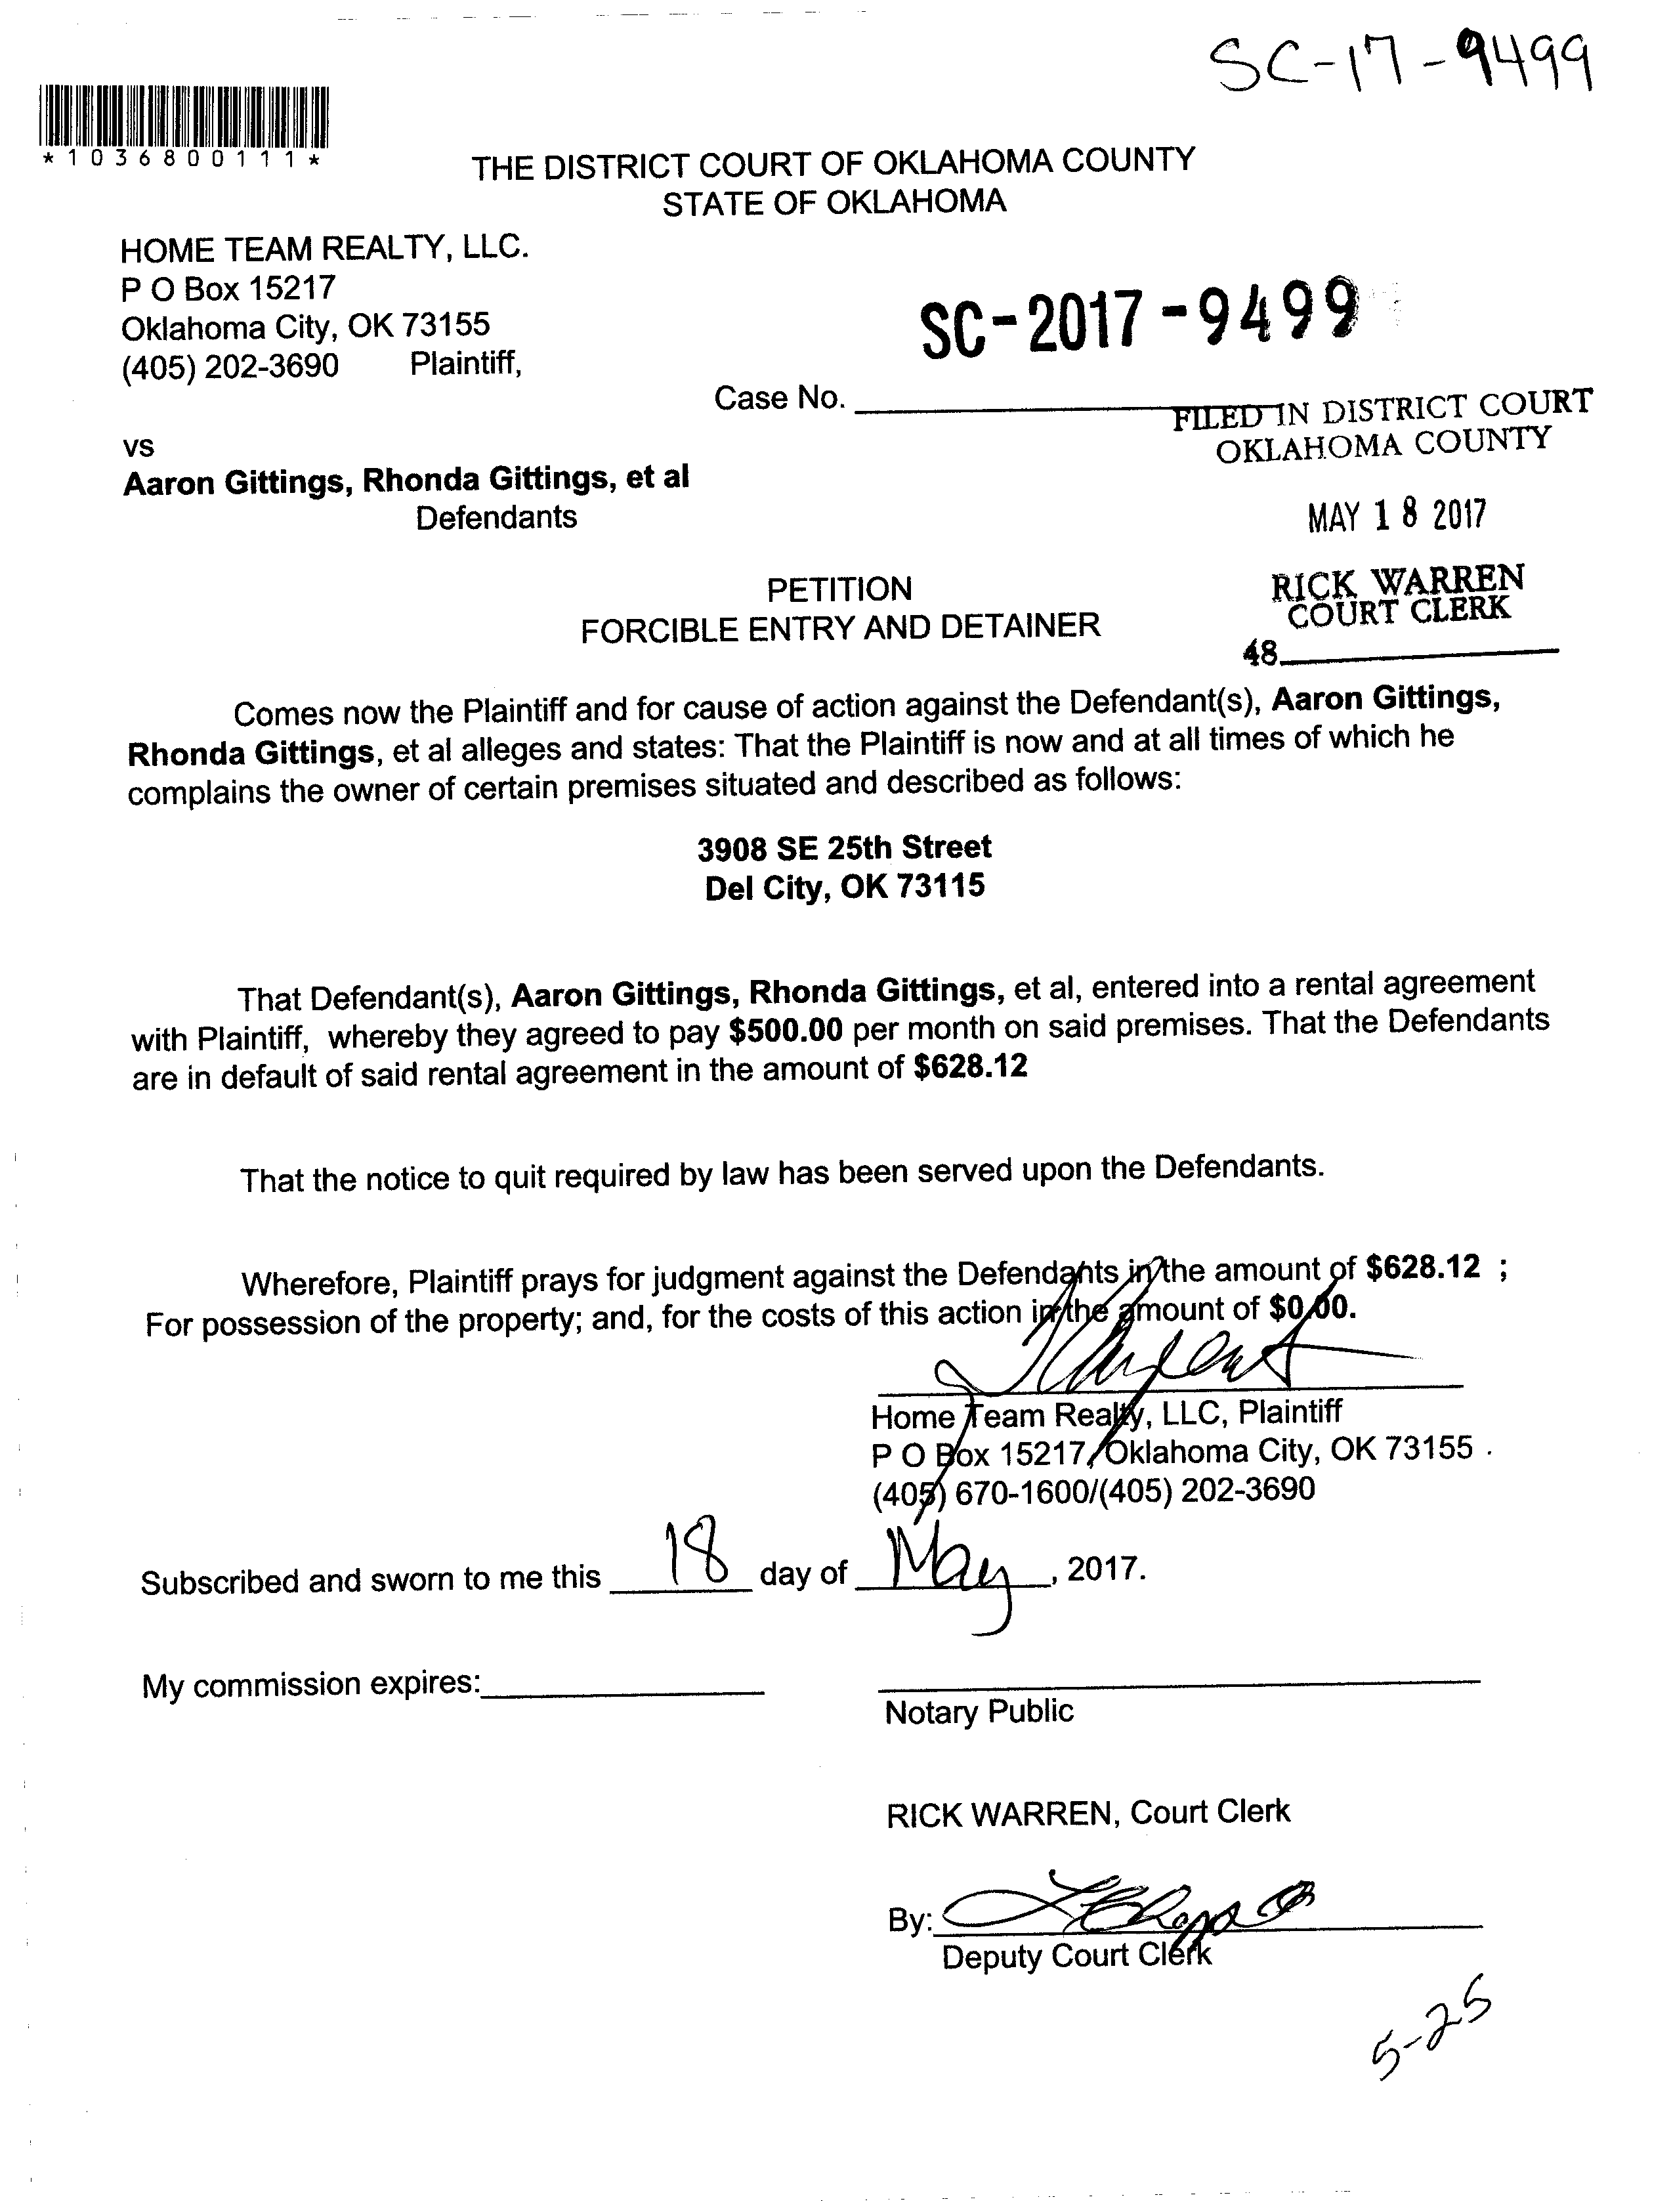 SC-17-9499
*1036800111*
THE DISTRICT COURT OF OKLAHOMA COUNTY
STATE OF OKLAHOMA
HOME TEAM REALTY, LLC.
P O Box 15217
Oklahoma City, OK 73155
(405) 202-3690 Plaintiff,
SC-2017-9499
Case No.
FILED IN DISTRICT COURT
OKLAHOMA COUNTY
vs
Aaron Gittings, Rhonda Gittings, et al
Defendants
MAY 18 2017
PETITION
FORCIBLE ENTRY AND DETAINER
RICK WARREN
COURT CLERK
48
Comes now the Plaintiff and for cause of action against the Defendant(s), Aaron Gittings,
Rhonda Gittings, et al alleges and states: That the Plaintiff is now and at all times of which he
complains the owner of certain premises situated and described as follows:
3908 SE 25th Street
Del City, OK 73115
That Defendant(s), Aaron Gittings, Rhonda Gittings, et al, entered into a rental agreement
with Plaintiff, whereby they agreed to pay $500.00 per month on said premises. That the Defendants
are in default of said rental agreement in the amount of $628.12
That the notice to quit required by law has been served upon the Defendants.
Wherefore, Plaintiff prays for judgment against the Defendants in the amount of $628.12 ;
For possession of the property; and, for the costs of this action in the amount of $0.00.
Home Team Realty, LLC, Plaintiff
P O Box 15217, Oklahoma City, OK 73155 .
(405) 670-1600/(405) 202-3690
Subscribed and sworn to me this 18 day of May, 2017.
My commission expires:
Notary Public
RICK WARREN, Court Clerk
By:
Deputy Court Clerk
5-25